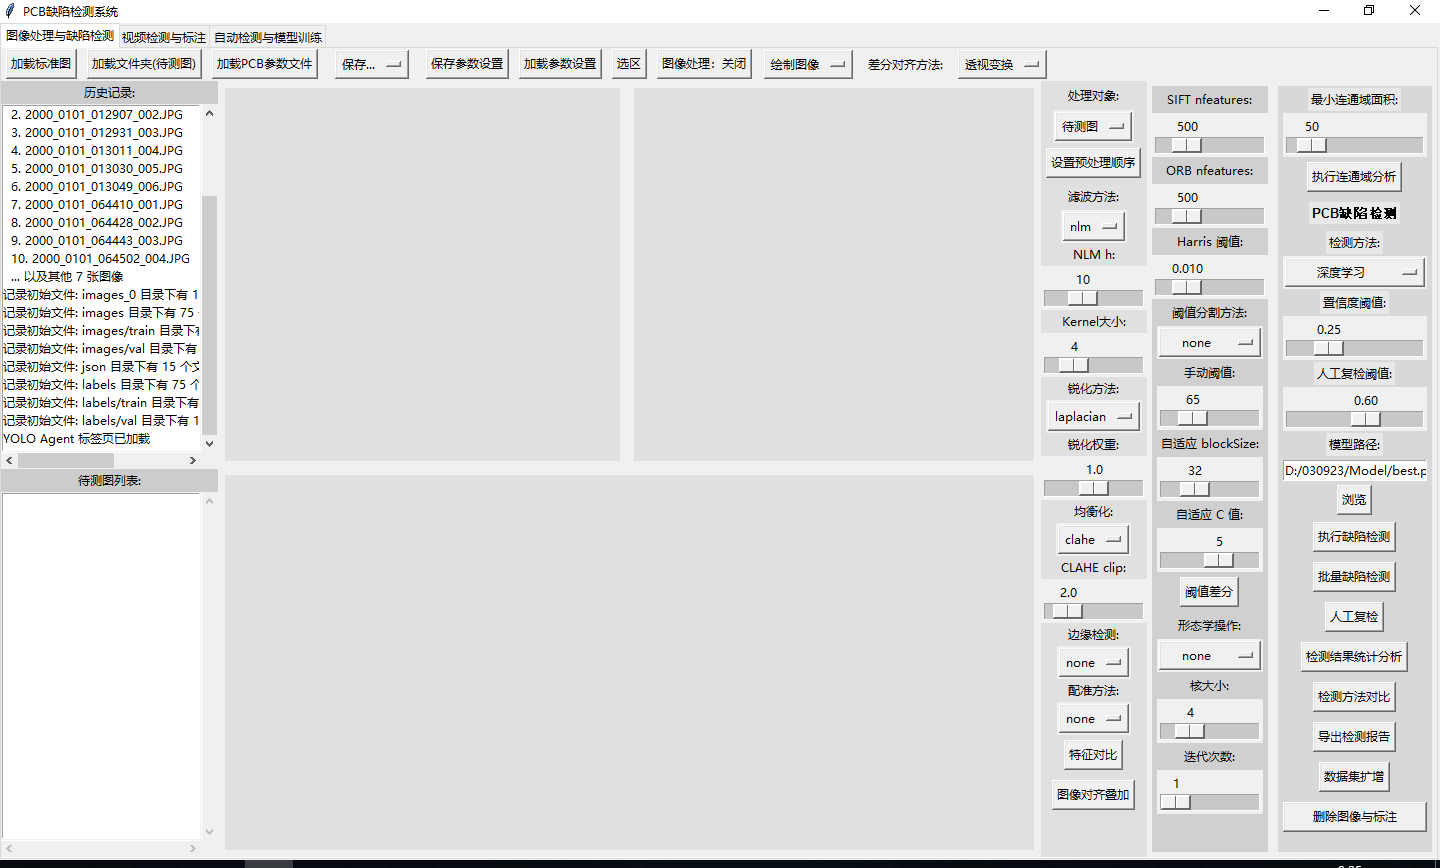 PCB缺陷检测系统
图像处理与缺陷检测 视频检测与标注 自动检测与模型训练
加载标准图 加载文件夹(待测图) 加载PCB参数文件 保存... 保存参数设置 加载参数设置 选区 图像处理：关闭 绘制图像 差分对齐方法: 透视变换
历史记录:
2. 2000_0101_012907_002.JPG
3. 2000_0101_012931_003.JPG
4. 2000_0101_013011_004.JPG
5. 2000_0101_013030_005.JPG
6. 2000_0101_013049_006.JPG
7. 2000_0101_064410_001.JPG
8. 2000_0101_064428_002.JPG
9. 2000_0101_064443_003.JPG
10. 2000_0101_064502_004.JPG
... 以及其他 7 张图像
记录初始文件: images_0 目录下有 1
记录初始文件: images 目录下有 75
记录初始文件: images/train 目录下
记录初始文件: images/val 目录下有
记录初始文件: json 目录下有 15 个
记录初始文件: labels 目录下有 75 个
记录初始文件: labels/train 目录下有
记录初始文件: labels/val 目录下有 1
YOLO Agent 标签页已加载
待测图列表:
处理对象:
待测图
设置预处理顺序
滤波方法:
nlm
NLM h:
10
Kernel大小:
4
锐化方法:
laplacian
锐化权重:
1.0
均衡化:
clahe
CLAHE clip:
2.0
边缘检测:
none
配准方法:
none
特征对比
图像对齐叠加
SIFT nfeatures:
500
ORB nfeatures:
500
Harris 阈值:
0.010
阈值分割方法:
none
手动阈值:
65
自适应 blockSize:
32
自适应 C 值:
5
阈值差分
形态学操作:
none
核大小:
4
迭代次数:
1
最小连通域面积:
50
执行连通域分析
PCB缺陷检测
检测方法:
深度学习
置信度阈值:
0.25
人工复检阈值:
0.60
模型路径:
D:/030923/Model/best.p
浏览
执行缺陷检测
批量缺陷检测
人工复检
检测结果统计分析
检测方法对比
导出检测报告
数据集扩增
删除图像与标注